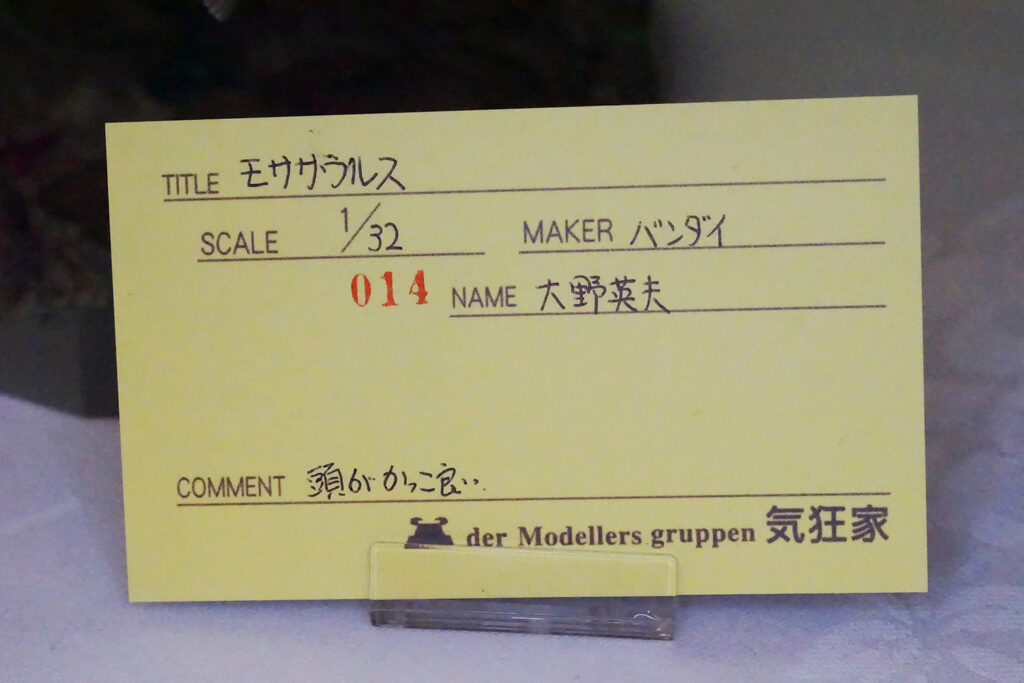 TITLE モササウルス
SCALE 1/32 MAKER バンダイ
014 NAME 大野英夫
COMMENT 頭がかっこ良い
der Modellers gruppen 気狂家